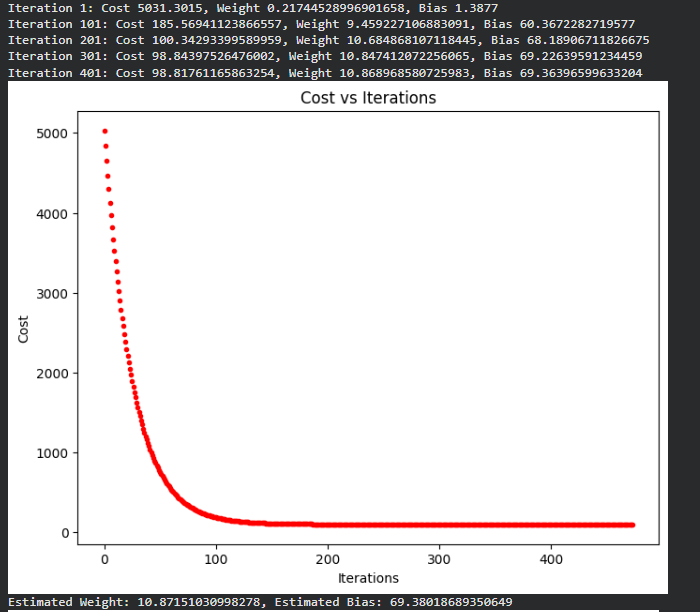 Iteration 1: Cost 5031.3015, Weight 0.21744528996901658, Bias 1.3877
Iteration 101: Cost 185.56941123866557, Weight 9.459227106883091, Bias 60.3672282719577
Iteration 201: Cost 100.34293399589959, Weight 10.684868107118445, Bias 68.18906711826675
Iteration 301: Cost 98.84397526476002, Weight 10.847412072256065, Bias 69.22639591234459
Iteration 401: Cost 98.81761165863254, Weight 10.868968580725983, Bias 69.36396599633204
Cost vs Iterations
5000
4000
3000
2000
1000
0
Cost
0 100 200 300 400
Iterations
Estimated Weight: 10.87151030998278, Estimated Bias: 69.38018689350649